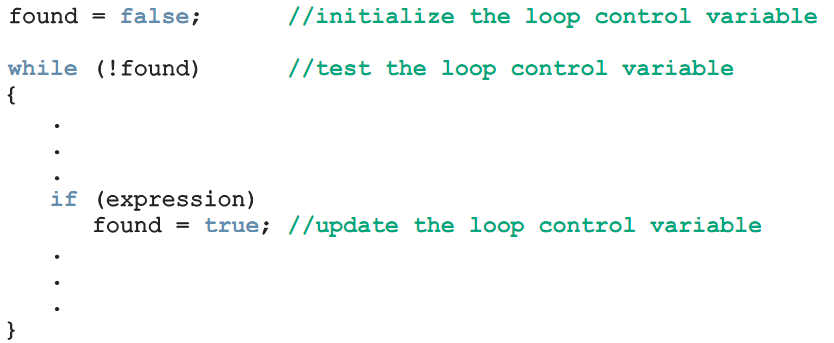 found = false; //initialize the loop control variable
while (!found) //test the loop control variable
{
.
.
.
if (expression)
found = true; //update the loop control variable
.
.
.
}